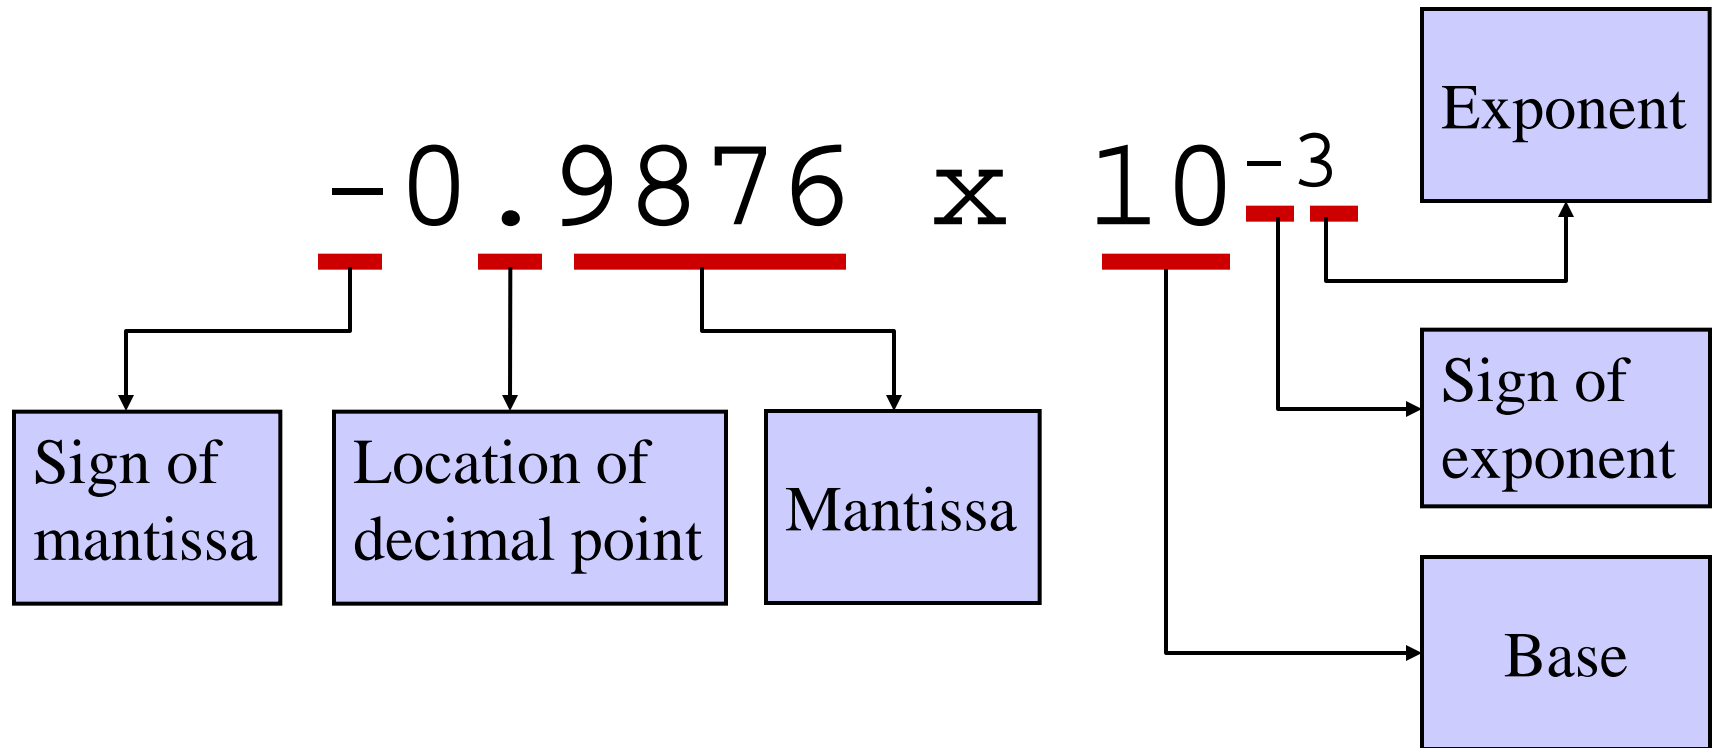 -0.9876 x 10⁻³
Exponent
Sign of
exponent
Sign of
mantissa
Location of
decimal point
Mantissa
Base